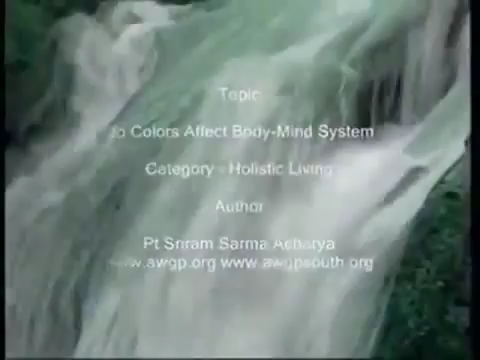 Topic
Colors Affect Body-Mind System
Category - Holistic Living
Author
Pt Sriram Sarma Acharya
www.awgp.org www.awgpsouth.org